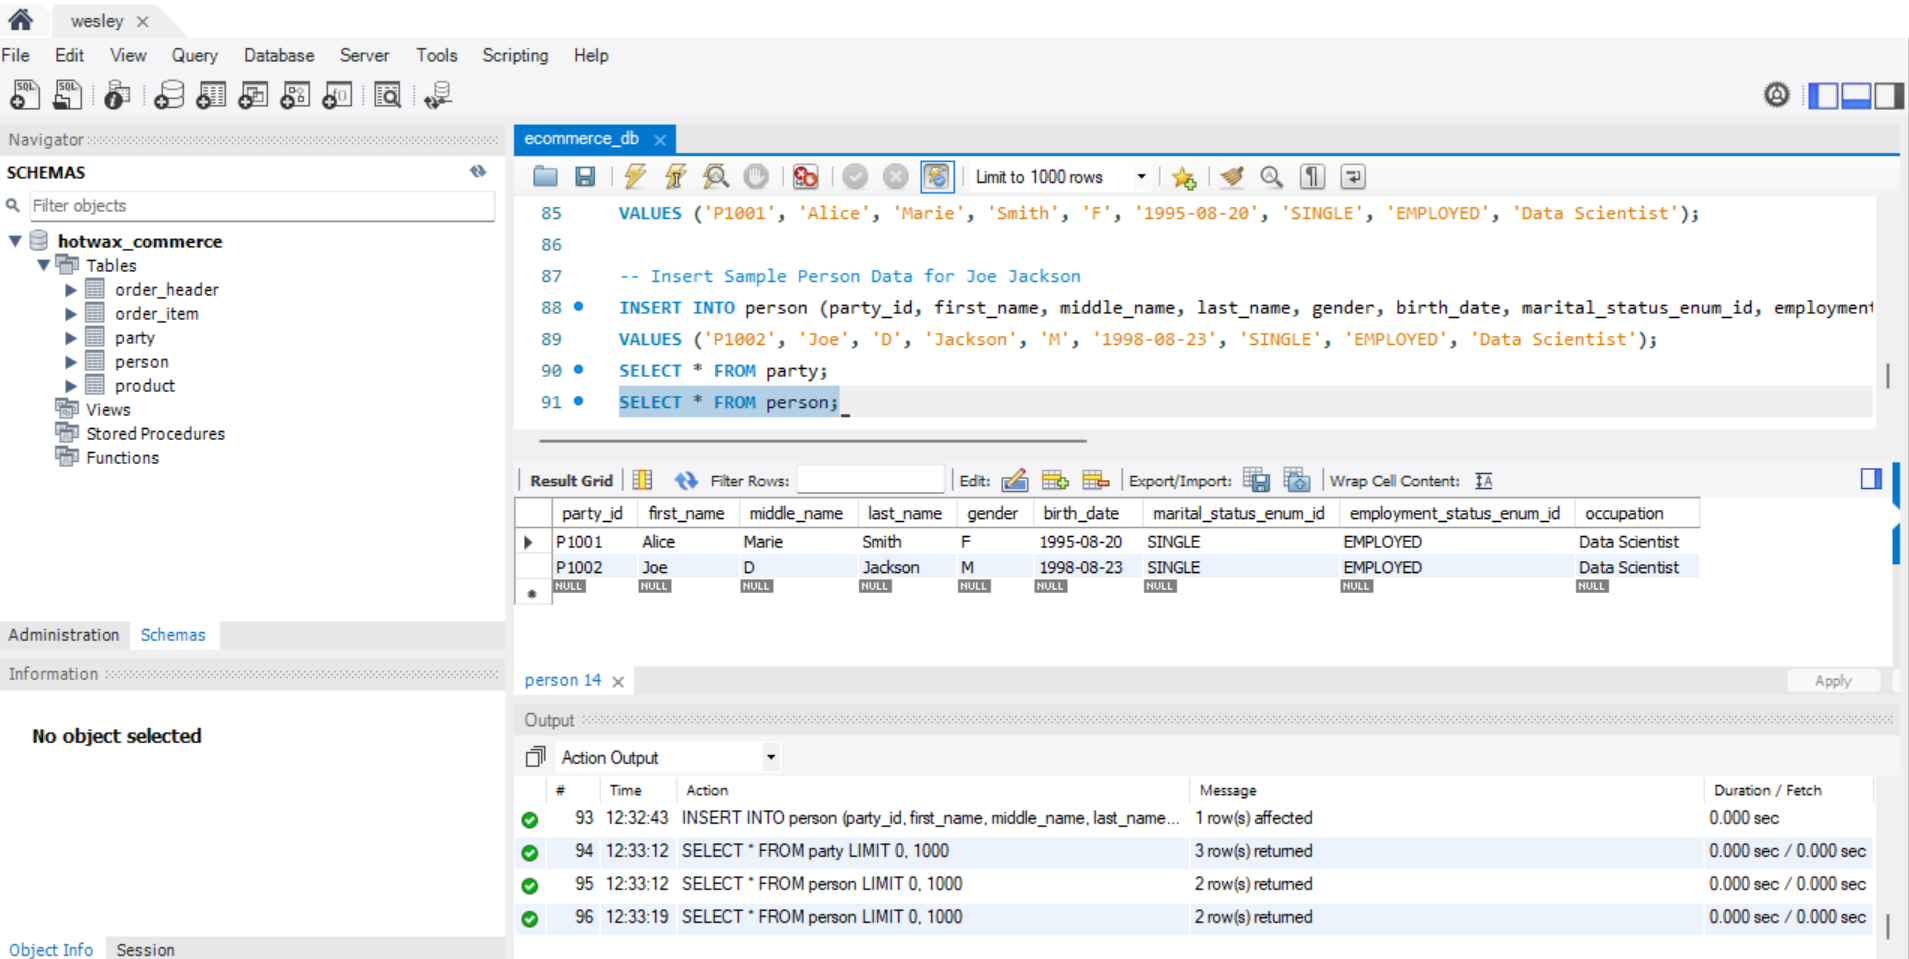 wesley
File Edit View Query Database Server Tools Scripting Help
Navigator
SCHEMAS
Filter objects
hotwax_commerce
Tables
order_header
order_item
party
person
product
Views
Stored Procedures
Functions
Administration Schemas
Information
No object selected
Object Info Session
ecommerce_db
Limit to 1000 rows
85 VALUES ('P1001', 'Alice', 'Marie', 'Smith', 'F', '1995-08-20', 'SINGLE', 'EMPLOYED', 'Data Scientist');
86
87 -- Insert Sample Person Data for Joe Jackson
88 INSERT INTO person (party_id, first_name, middle_name, last_name, gender, birth_date, marital_status_enum_id, employment
89 VALUES ('P1002', 'Joe', 'D', 'Jackson', 'M', '1998-08-23', 'SINGLE', 'EMPLOYED', 'Data Scientist');
90 SELECT * FROM party;
91 SELECT * FROM person;
Result Grid Filter Rows: Edit: Export/Import: Wrap Cell Content:
party_id first_name middle_name last_name gender birth_date marital_status_enum_id employment_status_enum_id occupation
P1001 Alice Marie Smith F 1995-08-20 SINGLE EMPLOYED Data Scientist
P1002 Joe D Jackson M 1998-08-23 SINGLE EMPLOYED Data Scientist
NULL NULL NULL NULL NULL NULL NULL NULL NULL
person 14
Apply
Output
Action Output
# Time Action Message Duration / Fetch
93 12:32:43 INSERT INTO person (party_id, first_name, middle_name, last_name... 1 row(s) affected 0.000 sec
94 12:33:12 SELECT * FROM party LIMIT 0, 1000 3 row(s) returned 0.000 sec / 0.000 sec
95 12:33:12 SELECT * FROM person LIMIT 0, 1000 2 row(s) returned 0.000 sec / 0.000 sec
96 12:33:19 SELECT * FROM person LIMIT 0, 1000 2 row(s) returned 0.000 sec / 0.000 sec